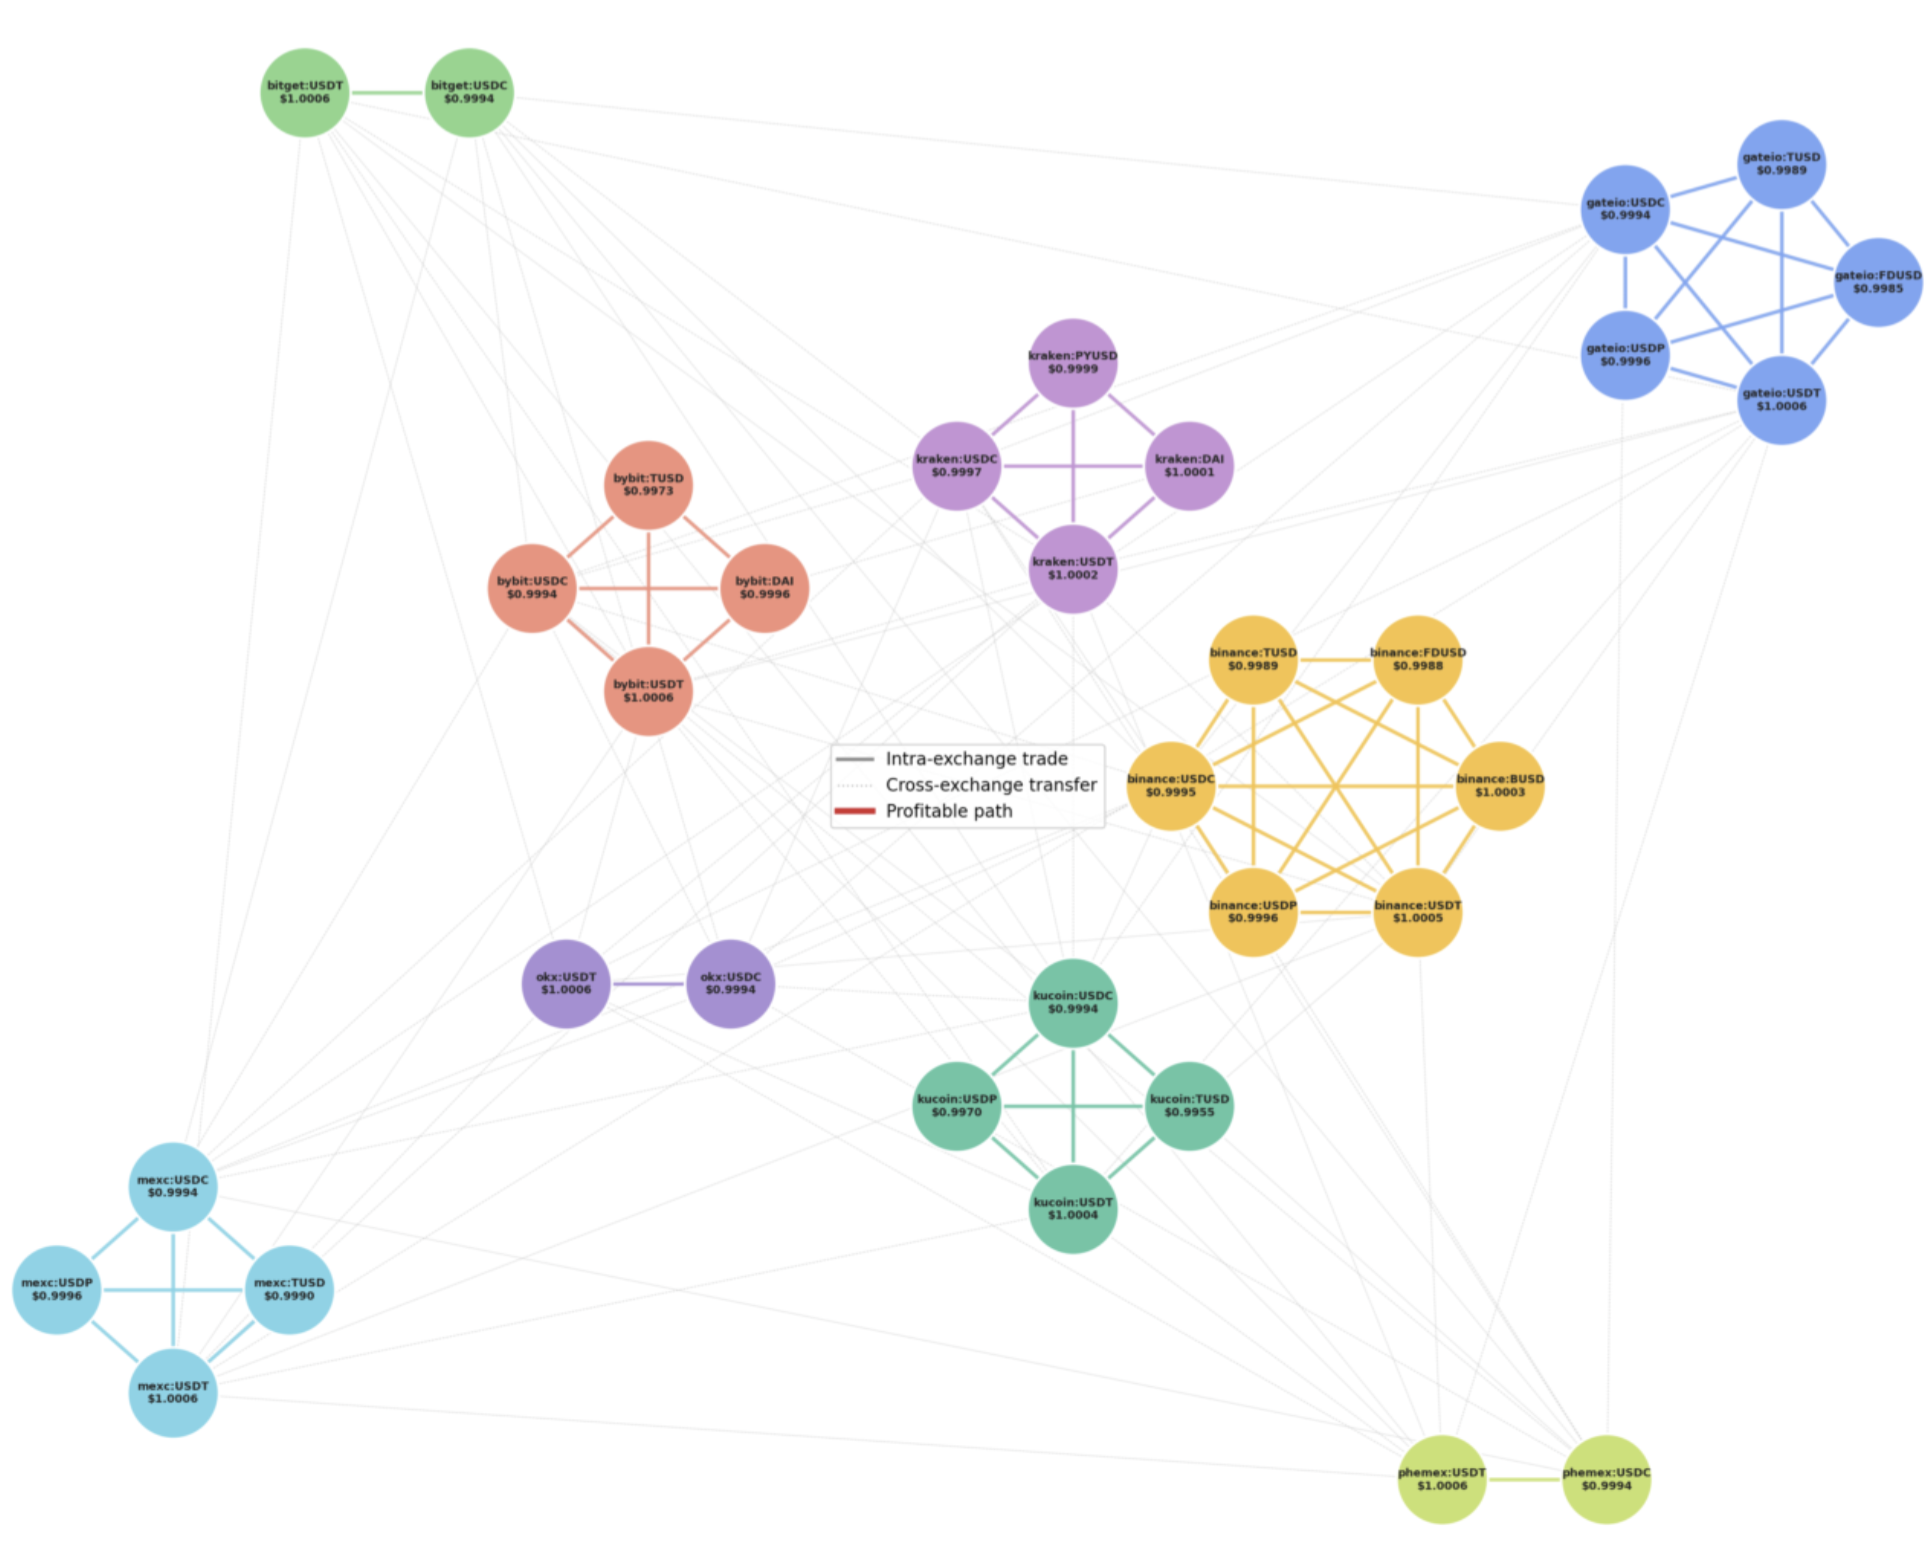 bitget:USDT
$1.0006
bitget:USDC
$0.9994
gateio:TUSD
$0.9989
gateio:USDC
$0.9994
gateio:FDUSD
$0.9985
gateio:USDP
$0.9996
gateio:USDT
$1.0006
kraken:PYUSD
$0.9999
kraken:USDC
$0.9997
kraken:DAI
$1.0001
kraken:USDT
$1.0002
bybit:TUSD
$0.9973
bybit:USDC
$0.9994
bybit:DAI
$0.9996
bybit:USDT
$1.0006
binance:TUSD
$0.9989
binance:FDUSD
$0.9988
binance:USDC
$0.9995
binance:BUSD
$1.0003
binance:USDP
$0.9996
binance:USDT
$1.0005
Intra-exchange trade
Cross-exchange transfer
Profitable path
okx:USDT
$1.0006
okx:USDC
$0.9994
kucoin:USDC
$0.9994
kucoin:USDP
$0.9970
kucoin:TUSD
$0.9955
kucoin:USDT
$1.0004
mexc:USDC
$0.9994
mexc:USDP
$0.9996
mexc:TUSD
$0.9990
mexc:USDT
$1.0006
phemex:USDT
$1.0006
phemex:USDC
$0.9994